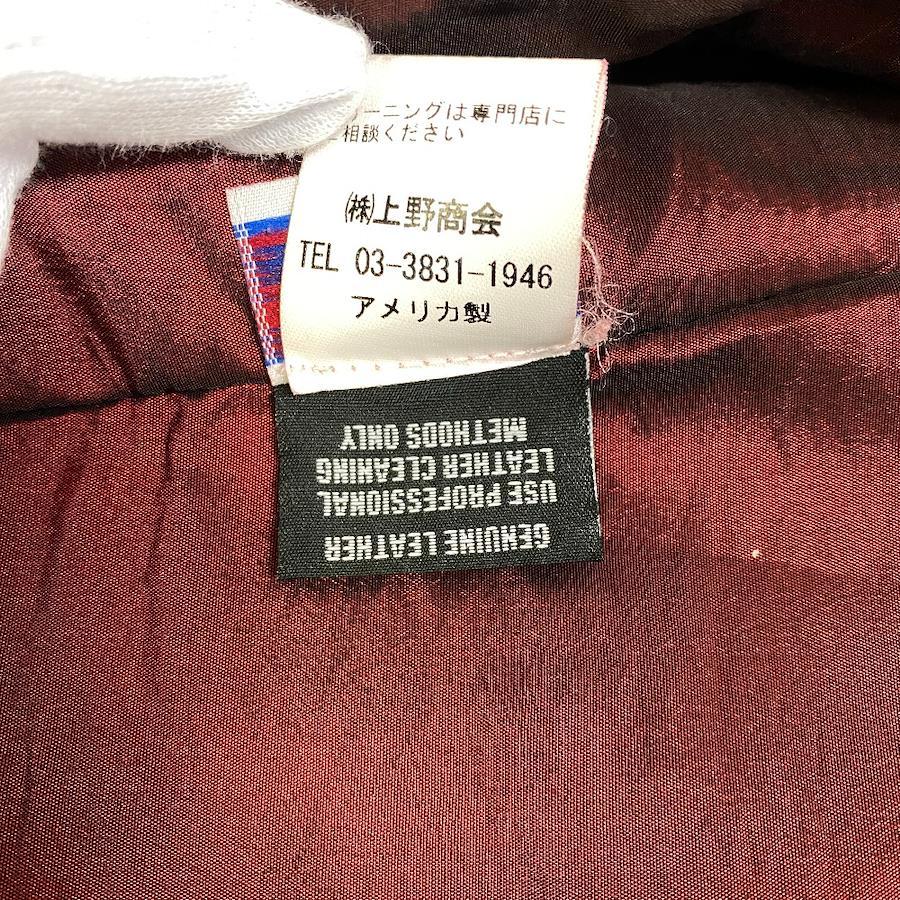 ーニングは専門店に
ご相談ください
㈱上野商会
TEL 03-3831-1946
アメリカ製
GENUINE LEATHER
USE PROFESSIONAL
LEATHER CLEANING
METHODS ONLY